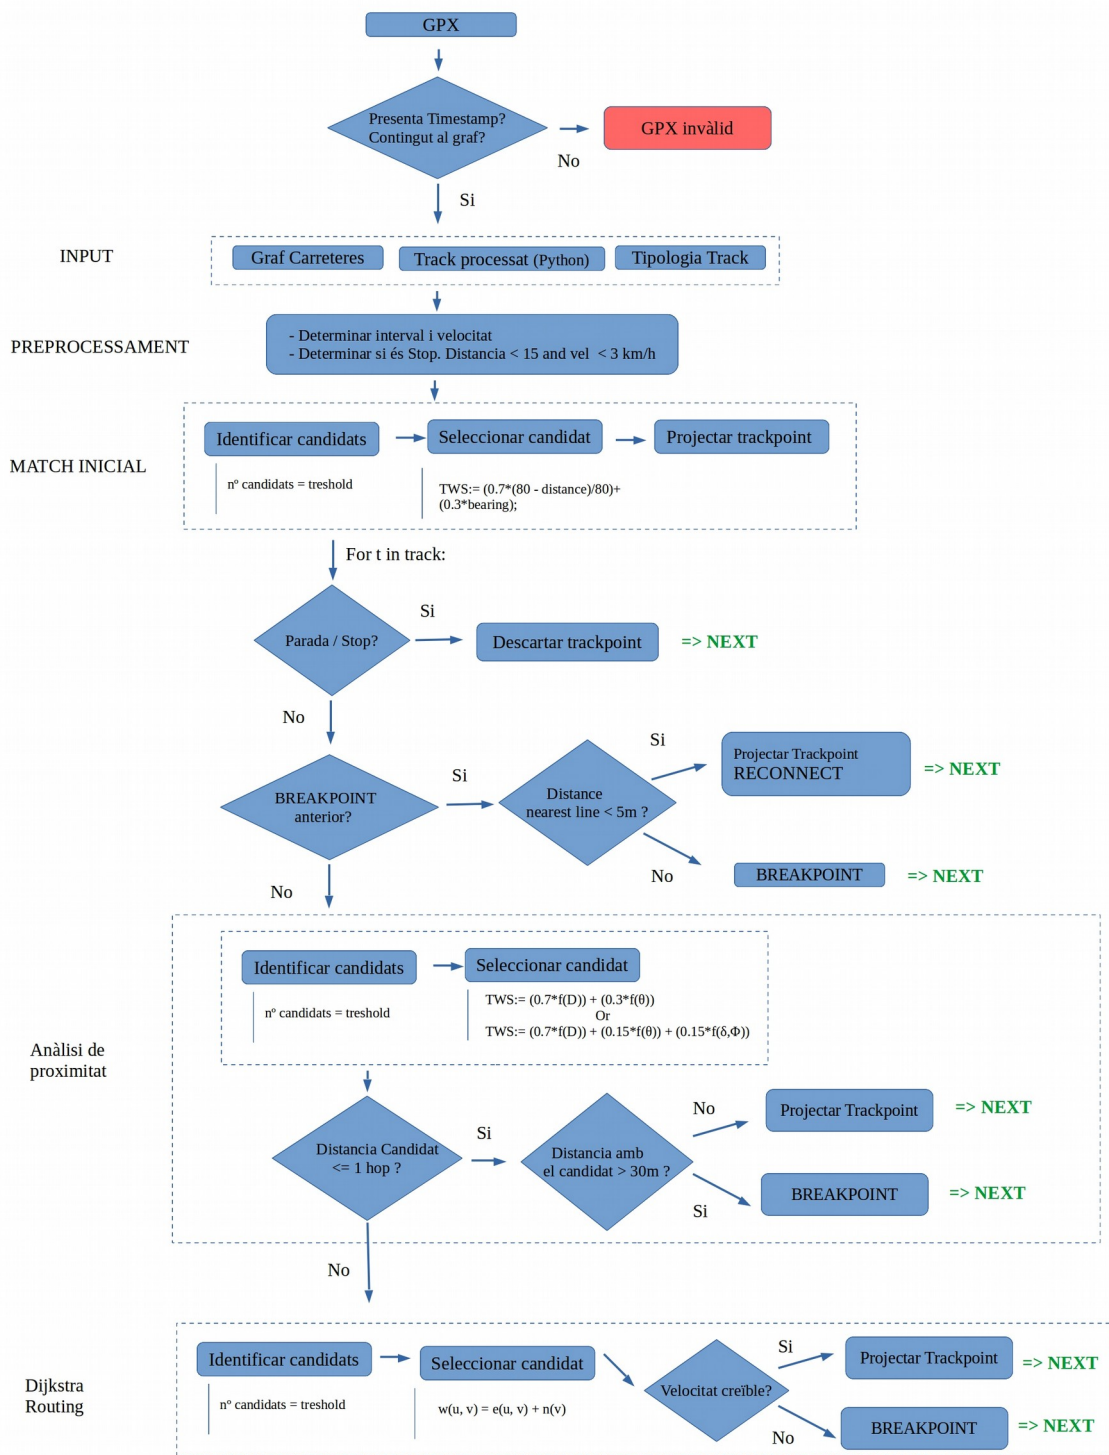 GPX
Presenta Timestamp?
Contingut al graf?
GPX invàlid
No
Si
INPUT
Graf Carreteres
Track processat (Python)
Tipologia Track
PREPROCESSAMENT
- Determinar interval i velocitat
- Determinar si és Stop. Distancia < 15 and vel  < 3 km/h
MATCH INICIAL
Identificar candidats
Seleccionar candidat
Projectar trackpoint
nº candidats = treshold
TWS:= (0.7*(80 - distance)/80)+
(0.3*bearing);
For t in track:
Parada / Stop?
Si
Descartar trackpoint
=> NEXT
No
BREAKPOINT
anterior?
Si
Distance
nearest line < 5m ?
Si
Projectar Trackpoint
RECONNECT
=> NEXT
No
BREAKPOINT
=> NEXT
No
Anàlisi de
proximitat
Identificar candidats
Seleccionar candidat
nº candidats = treshold
TWS:= (0.7*f(D)) + (0.3*f(θ))
Or
TWS:= (0.7*f(D)) + (0.15*f(θ)) + (0.15*f(δ,Φ))
Distancia Candidat
<= 1 hop ?
Si
Distancia amb
el candidat > 30m ?
No
Projectar Trackpoint
=> NEXT
Si
BREAKPOINT
=> NEXT
No
Dijkstra
Routing
Identificar candidats
Seleccionar candidat
nº candidats = treshold
w(u, v) = e(u, v) + n(v)
Velocitat creïble?
Si
Projectar Trackpoint
=> NEXT
No
BREAKPOINT
=> NEXT